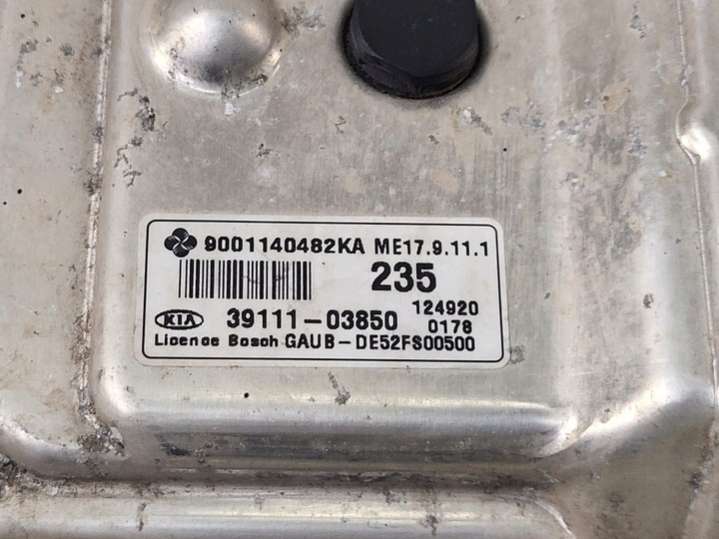 9001140482KA ME17.9.11.1
235
124920
KIA 39111-03850 0178
Licence Bosch GAUB-DE52FS00500